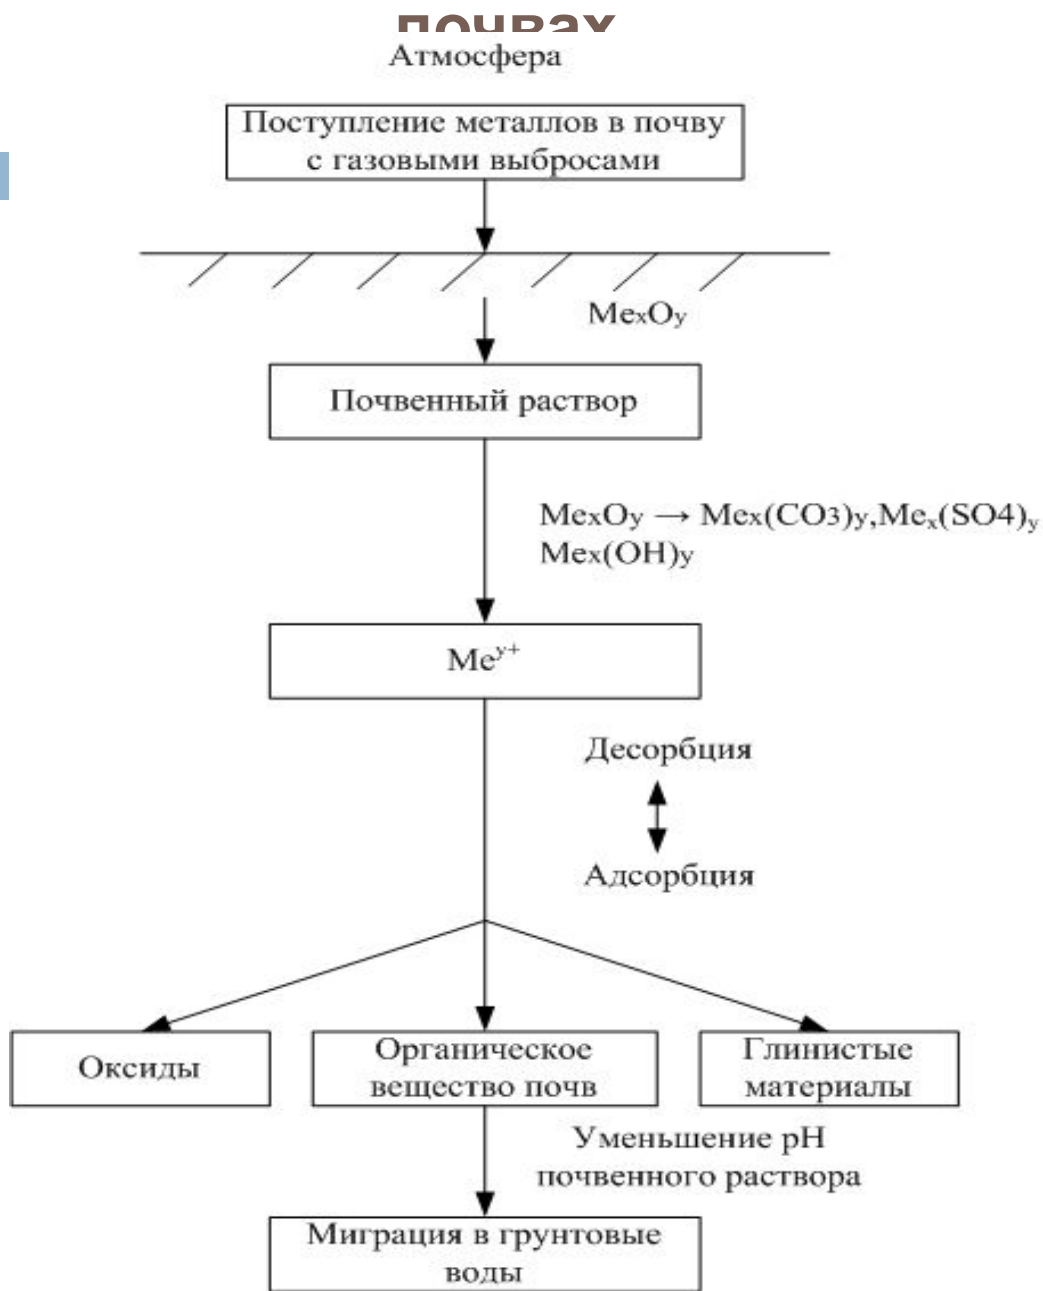 почвах
Атмосфера
Поступление металлов в почву
с газовыми выбросами
MexOy
Почвенный раствор
MexOy → Mex(CO3)y,Meₓ(SO4)y
Mex(OH)y
Meʸ⁺
Десорбция
Адсорбция
Оксиды
Органическое
вещество почв
Глинистые
материалы
Уменьшение pH
почвенного раствора
Миграция в грунтовые
воды